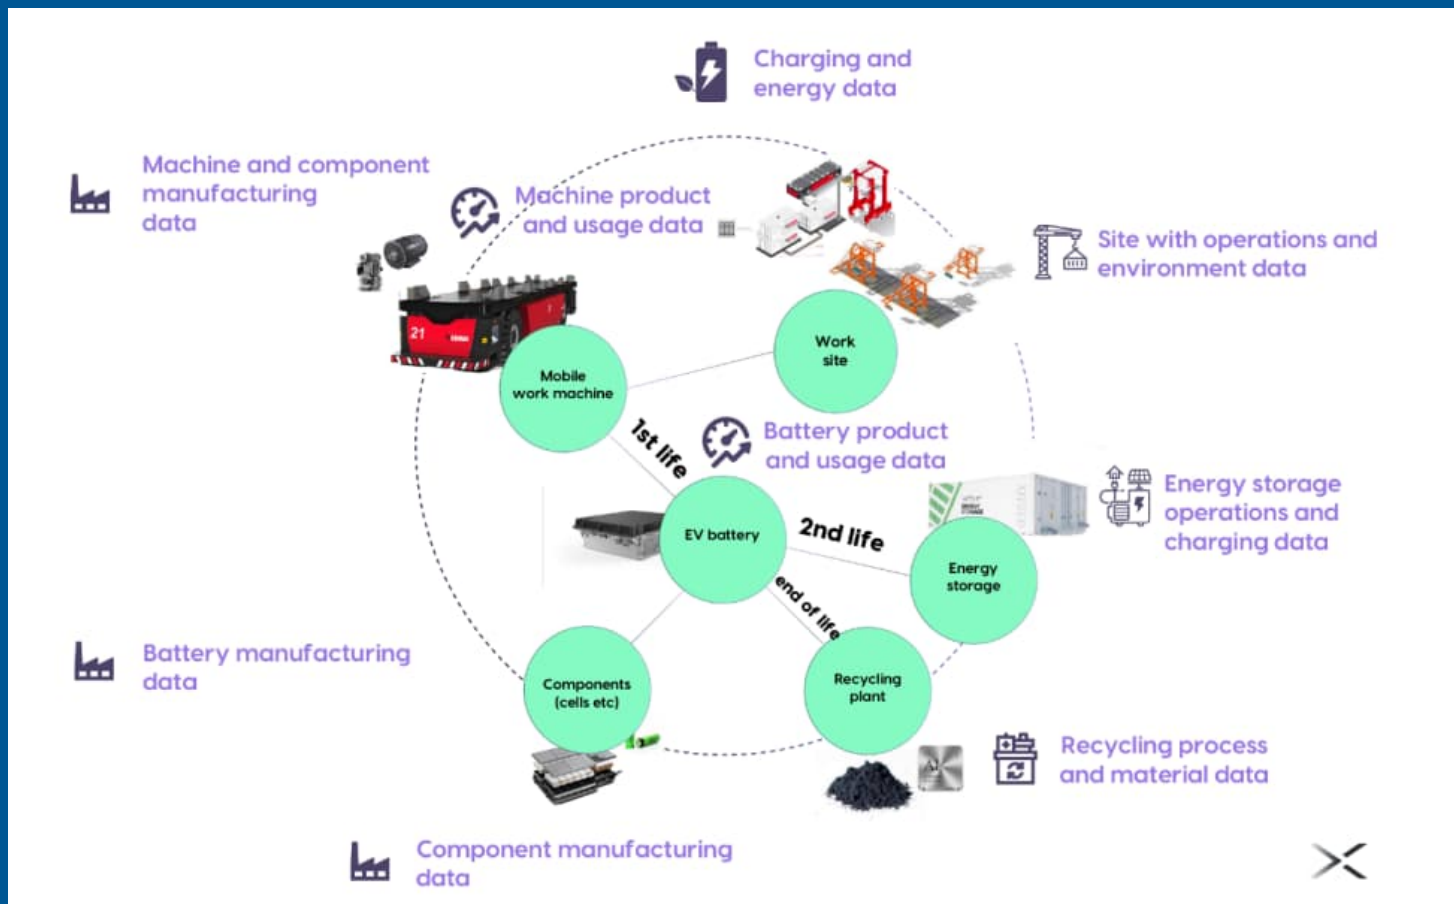 Charging and
energy data
Machine and component
manufacturing
data
Machine product
and usage data
Site with operations and
environment data
21
Work
site
Mobile
work machine
1st life
Battery product
and usage data
EV battery
2nd life
Energy storage
operations and
charging data
Energy
storage
end of life
Battery manufacturing
data
Components
(cells etc)
Recycling
plant
Recycling process
and material data
Component manufacturing
data